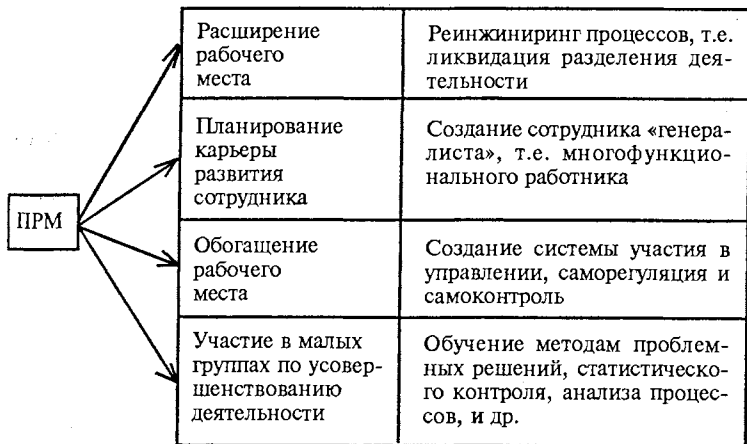 ПРМ
Расширение
рабочего
места
Реинжиниринг процессов, т.е.
ликвидация разделения дея-
тельности
Планирование
карьеры
развития
сотрудника
Создание сотрудника «генера-
листа», т.е. многофункцио-
нального работника
Обогащение
рабочего
места
Создание системы участия в
управлении, саморегуляция и
самоконтроль
Участие в малых
группах по усовер-
шенствованию
деятельности
Обучение методам проблем-
ных решений, статистическо-
го контроля, анализа процес-
сов, и др.